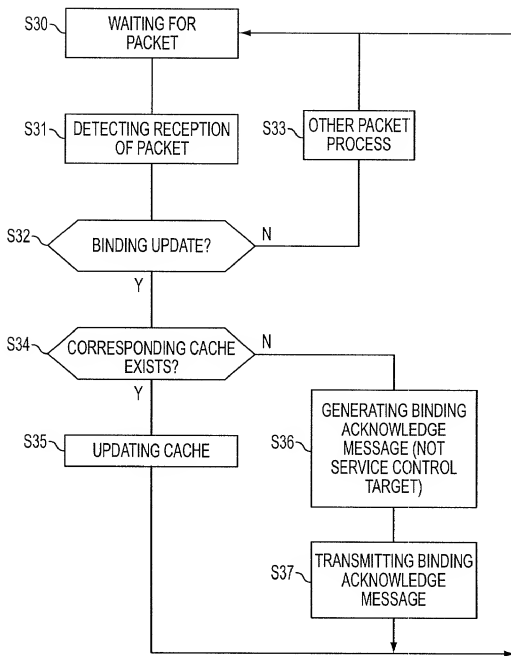 S30
WAITING FOR
PACKET
S31
DETECTING RECEPTION
OF PACKET
S33
OTHER PACKET
PROCESS
S32
BINDING UPDATE?
N
Y
S34
CORRESPONDING CACHE
EXISTS?
N
Y
S35
UPDATING CACHE
S36
GENERATING BINDING
ACKNOWLEDGE
MESSAGE (NOT
SERVICE CONTROL
TARGET)
S37
TRANSMITTING BINDING
ACKNOWLEDGE
MESSAGE